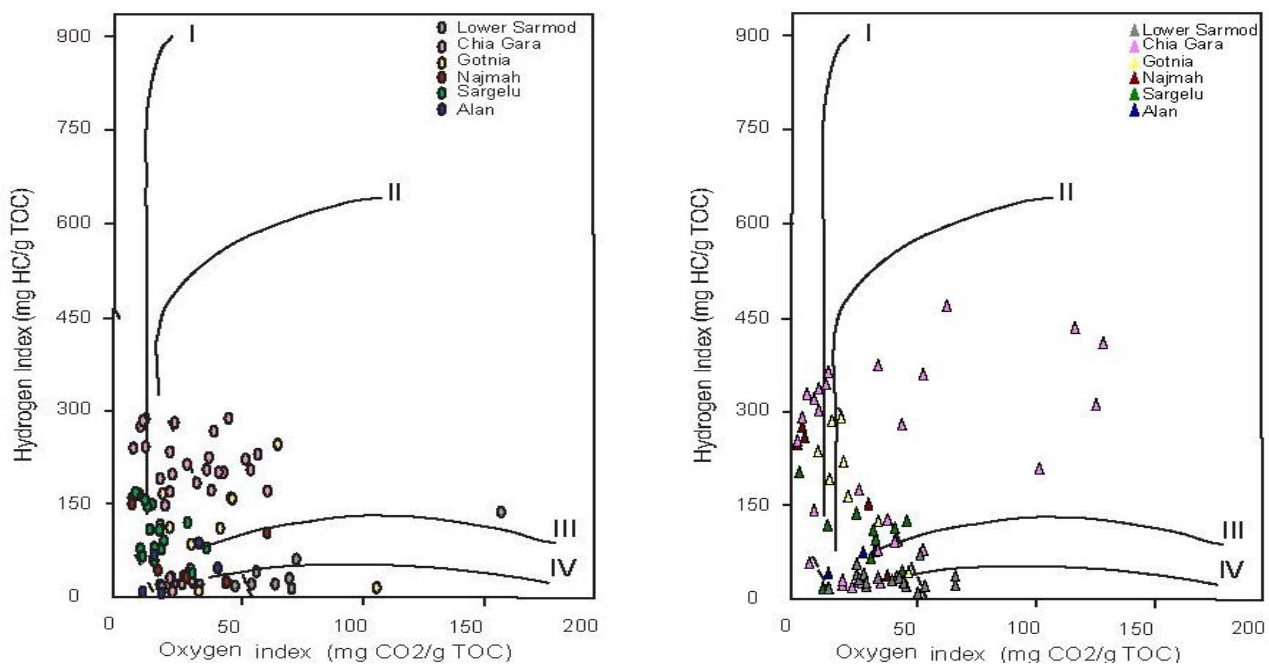 Lower Sarmod
Chia Gara
Gotnia
Najmah
Sargelu
Alan
I
II
III
IV
900
750
600
450
300
150
0
0 50 100 150 200
Hydrogen Index (mg HC/g TOC)
Oxygen index (mg CO2/g TOC)
Lower Sarmod
Chia Gara
Gotnia
Najmah
Sargelu
Alan
I
II
III
IV
900
750
600
450
300
150
0
0 50 100 150 200
Hydrogen Index (mg HC/g TOC)
Oxygen index (mg CO2/g TOC)